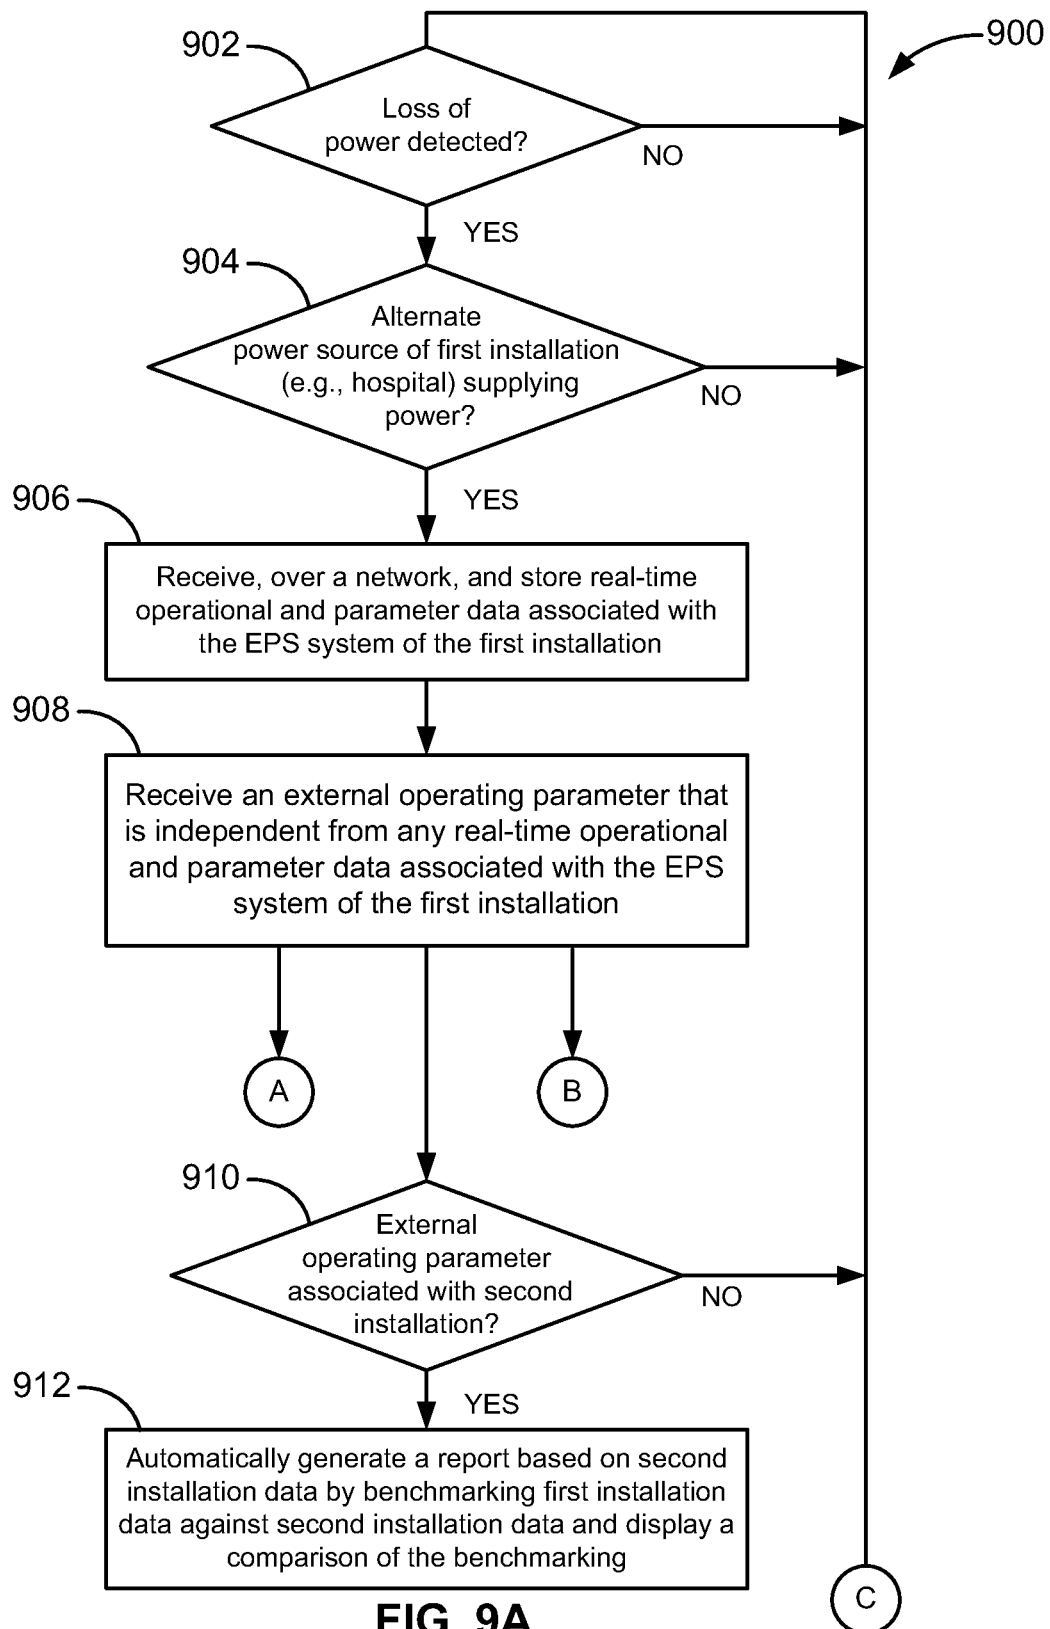 900
902
Loss of
power detected?
NO
YES
904
Alternate
power source of first installation
(e.g., hospital) supplying
power?
NO
YES
906
Receive, over a network, and store real-time
operational and parameter data associated with
the EPS system of the first installation
908
Receive an external operating parameter that
is independent from any real-time operational
and parameter data associated with the EPS
system of the first installation
A
B
910
External
operating parameter
associated with second
installation?
NO
YES
912
Automatically generate a report based on second
installation data by benchmarking first installation
data against second installation data and display a
comparison of the benchmarking
C
FIG. 9A